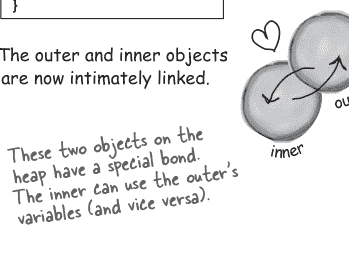 }
The outer and inner objects
are now intimately linked.
inner
These two objects on the
heap have a special bond.
The inner can use the outer's
variables (and vice versa).